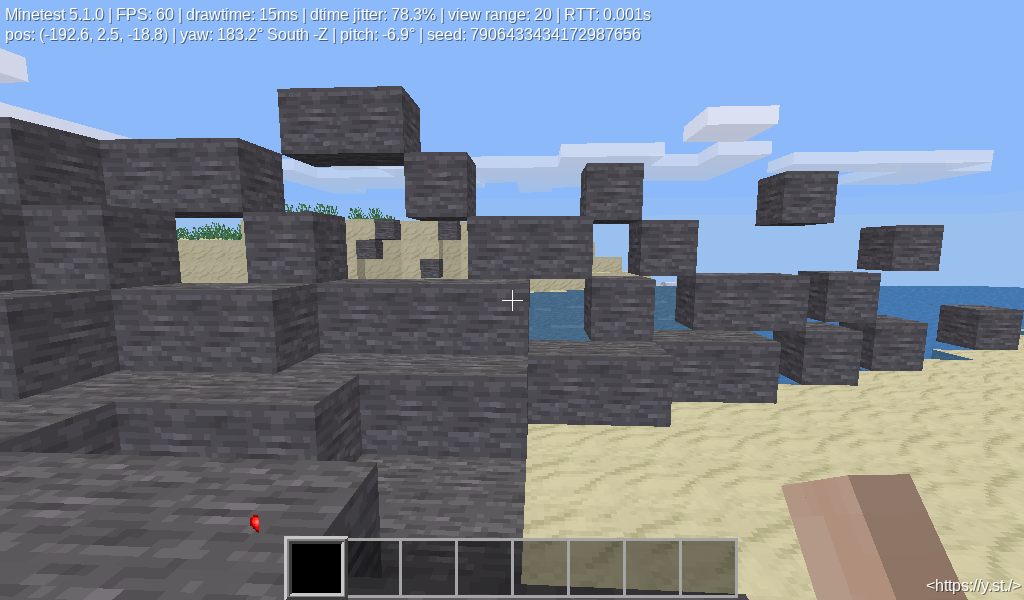 Minetest 5.1.0 | FPS: 60 | drawtime: 15ms | dtime jitter: 78.3% | view range: 20 | RTT: 0.001s
pos: (-192.6, 2.5, -18.8) | yaw: 183.2° South -Z | pitch: -6.9° | seed: 7906433434172987656
<https://y.st./>